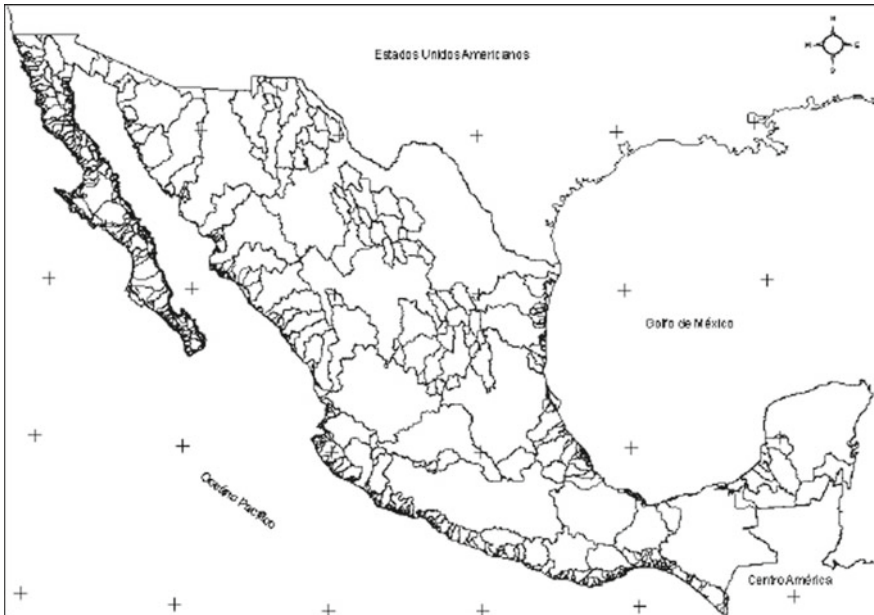 Estados Unidos Americanos
N
Golfo de México
Océano Pacífico
Centro América